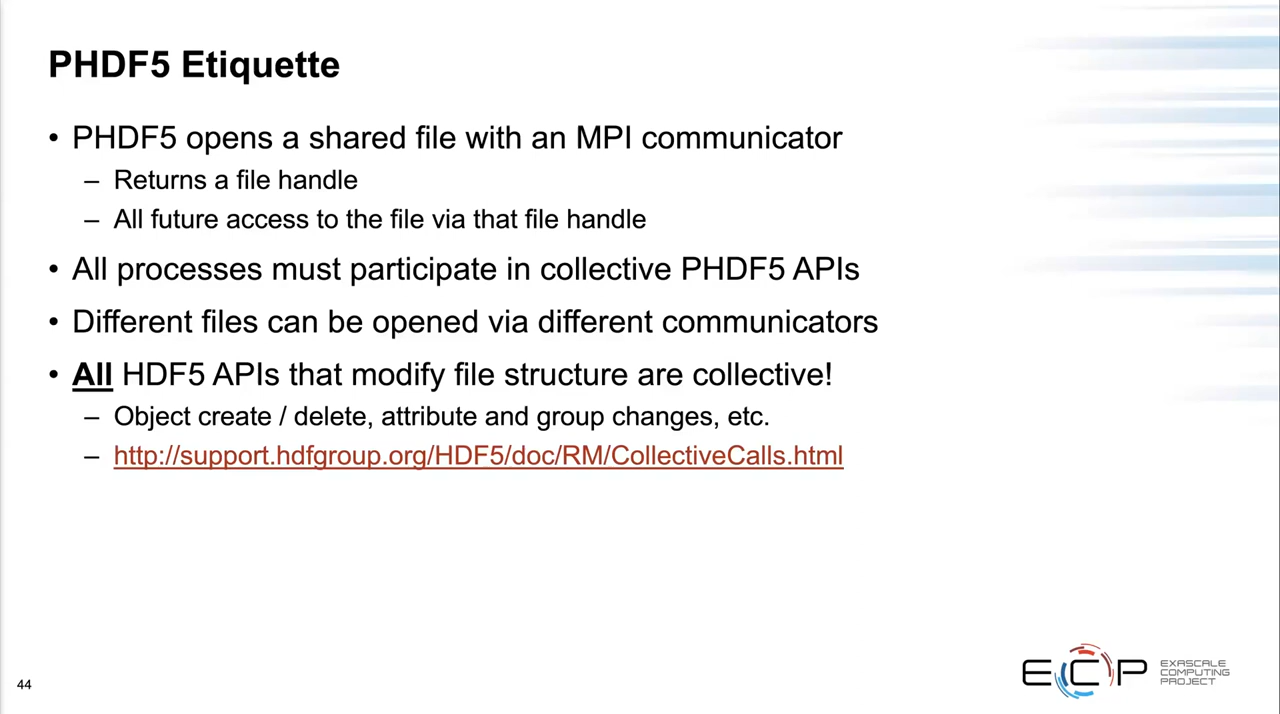 PHDF5 Etiquette
• PHDF5 opens a shared file with an MPI communicator
– Returns a file handle
– All future access to the file via that file handle
• All processes must participate in collective PHDF5 APIs
• Different files can be opened via different communicators
• All HDF5 APIs that modify file structure are collective!
– Object create / delete, attribute and group changes, etc.
– http://support.hdfgroup.org/HDF5/doc/RM/CollectiveCalls.html
44
ECP
EXASCALE
COMPUTING
PROJECT